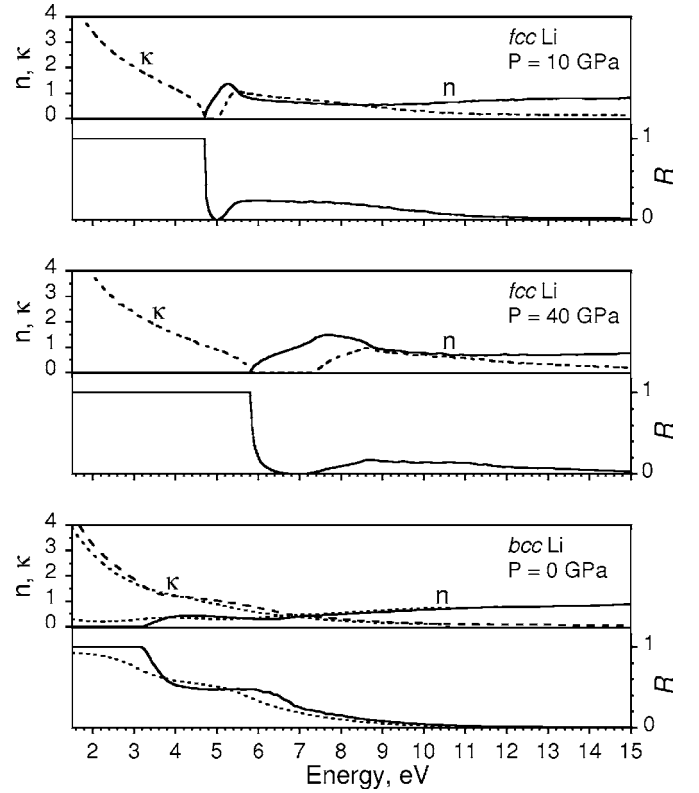 4
3
2
1
0
n, κ
κ
n
fcc Li
P = 10 GPa
1
0
R
4
3
2
1
0
n, κ
κ
n
fcc Li
P = 40 GPa
1
0
R
4
3
2
1
0
n, κ
κ
n
bcc Li
P = 0 GPa
1
0
R
2 3 4 5 6 7 8 9 10 11 12 13 14 15
Energy, eV